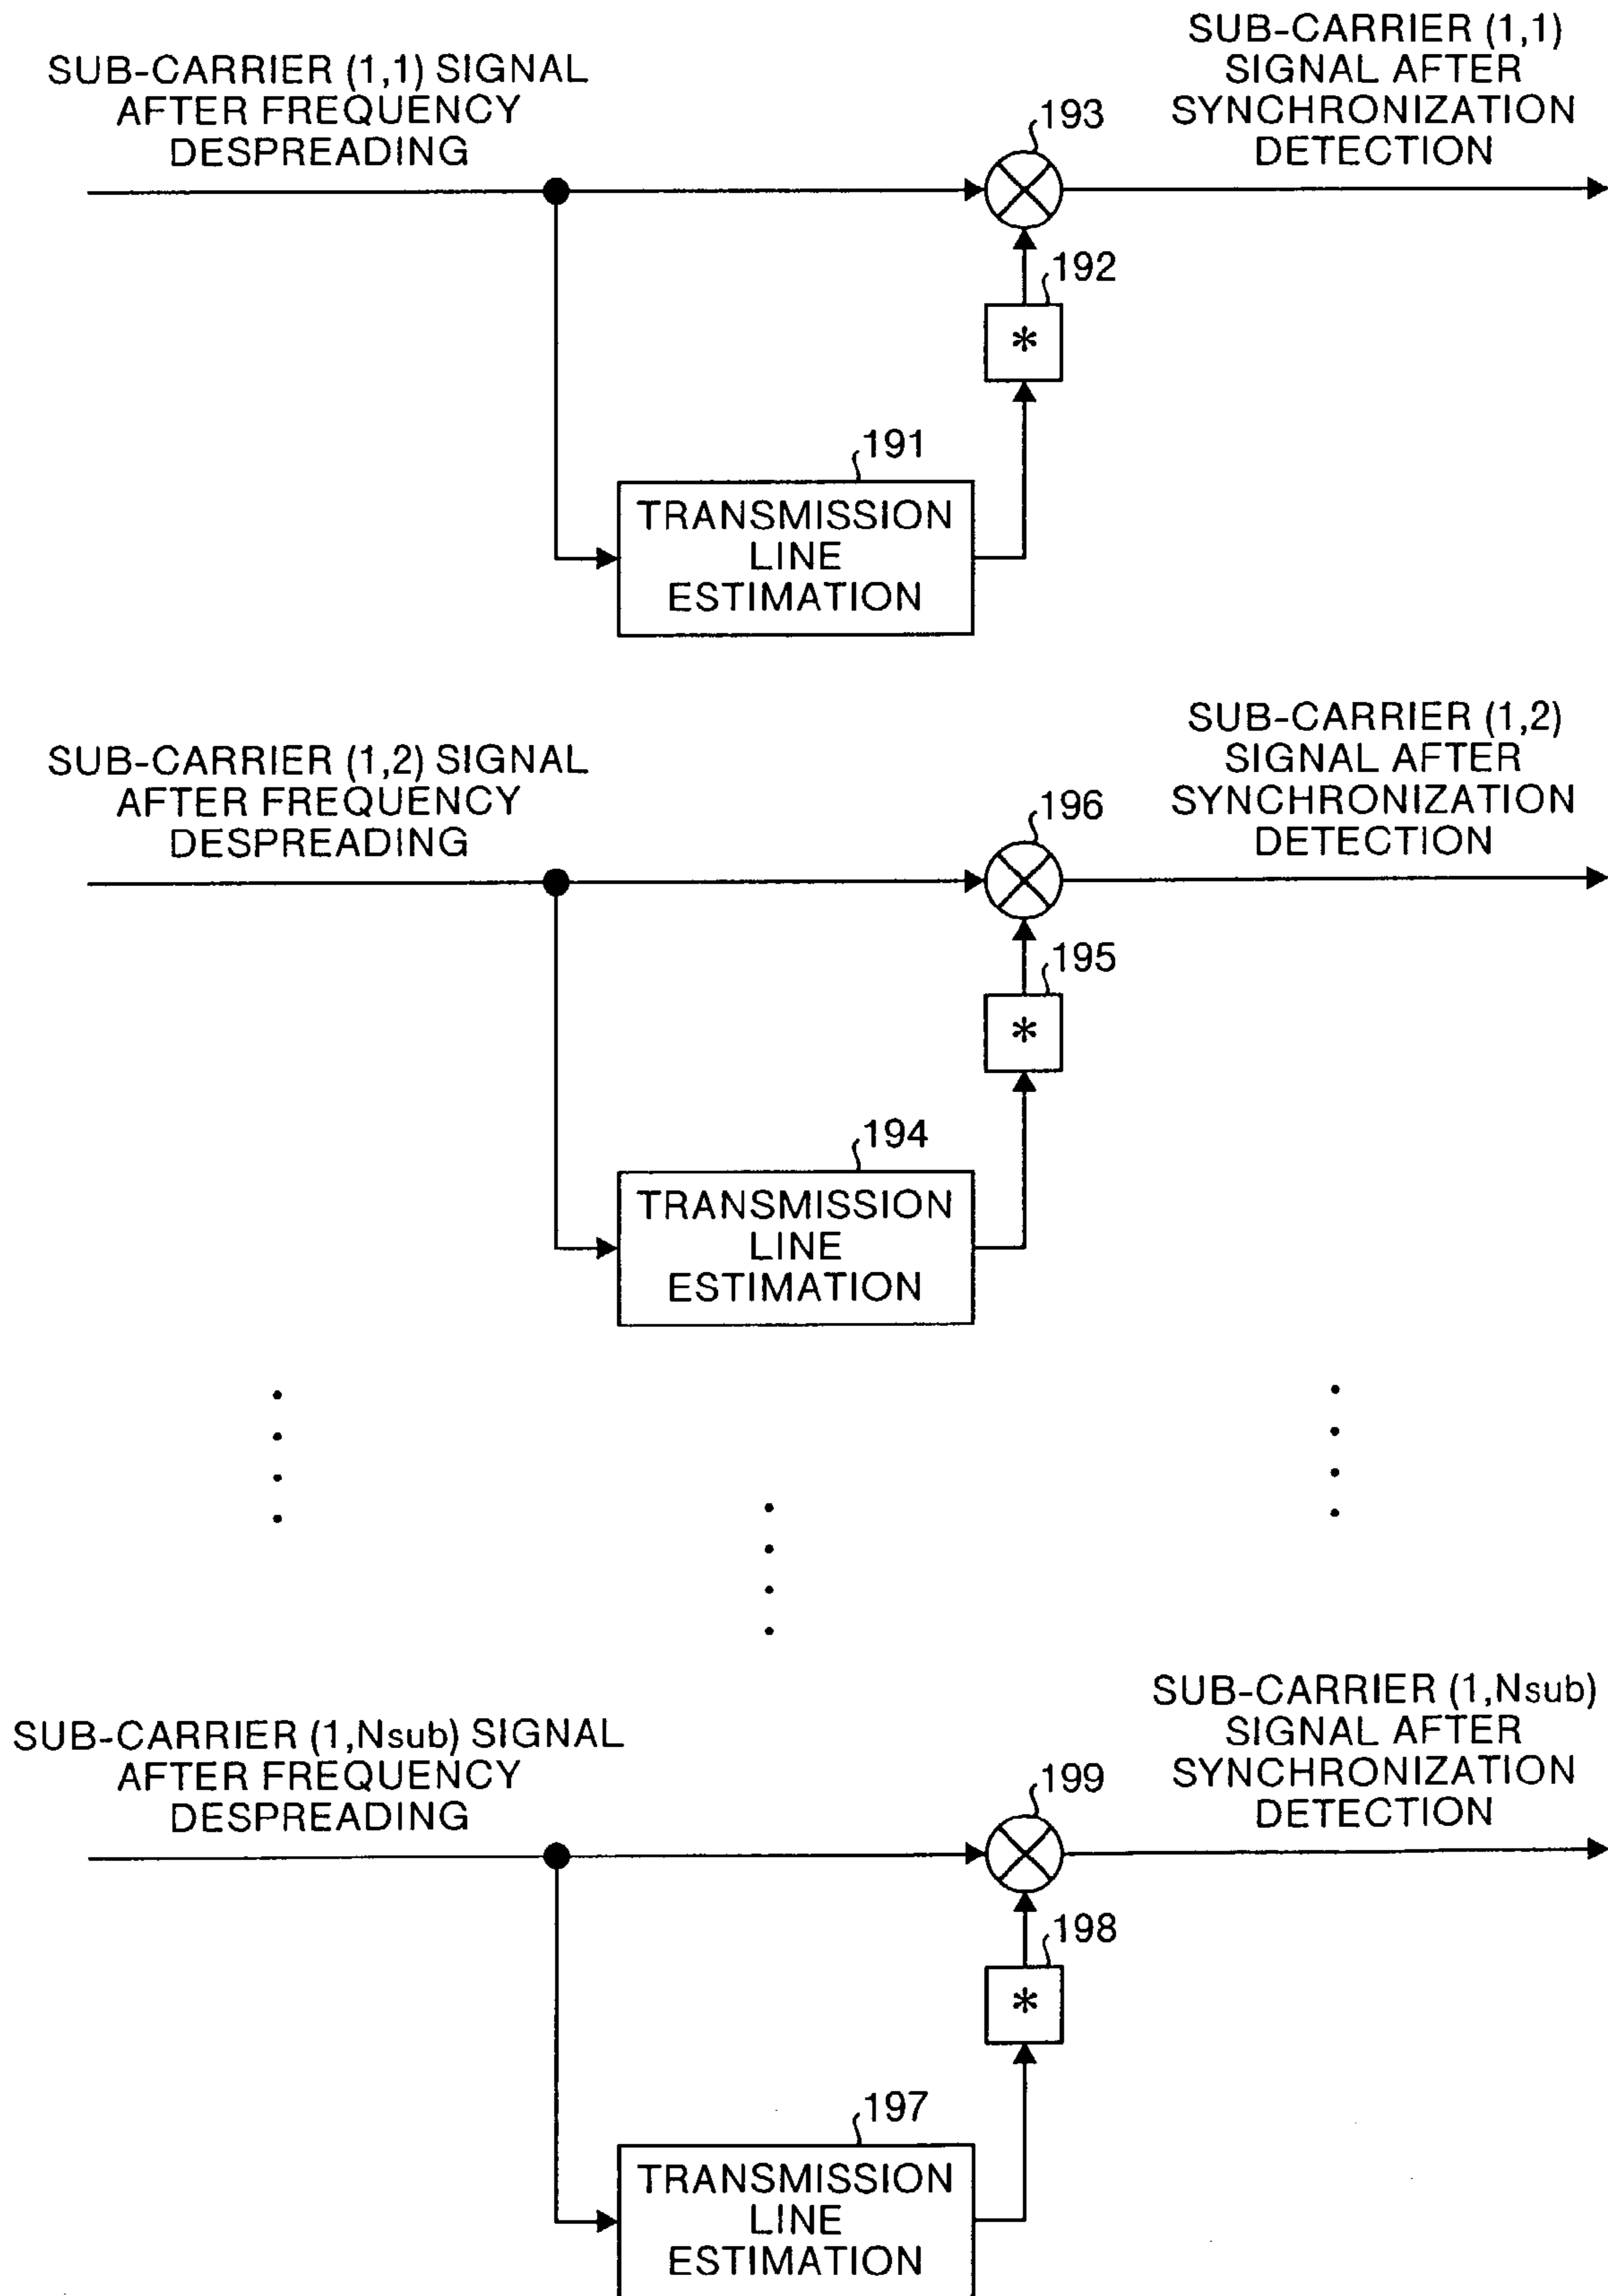 SUB-CARRIER (1,1) SIGNAL
AFTER FREQUENCY
DESPREADING
SUB-CARRIER (1,1)
SIGNAL AFTER
SYNCHRONIZATION
DETECTION
193
192
*
191
TRANSMISSION
LINE
ESTIMATION
SUB-CARRIER (1,2) SIGNAL
AFTER FREQUENCY
DESPREADING
SUB-CARRIER (1,2)
SIGNAL AFTER
SYNCHRONIZATION
DETECTION
196
195
*
194
TRANSMISSION
LINE
ESTIMATION
SUB-CARRIER (1,Nsub) SIGNAL
AFTER FREQUENCY
DESPREADING
SUB-CARRIER (1,Nsub)
SIGNAL AFTER
SYNCHRONIZATION
DETECTION
199
198
*
197
TRANSMISSION
LINE
ESTIMATION